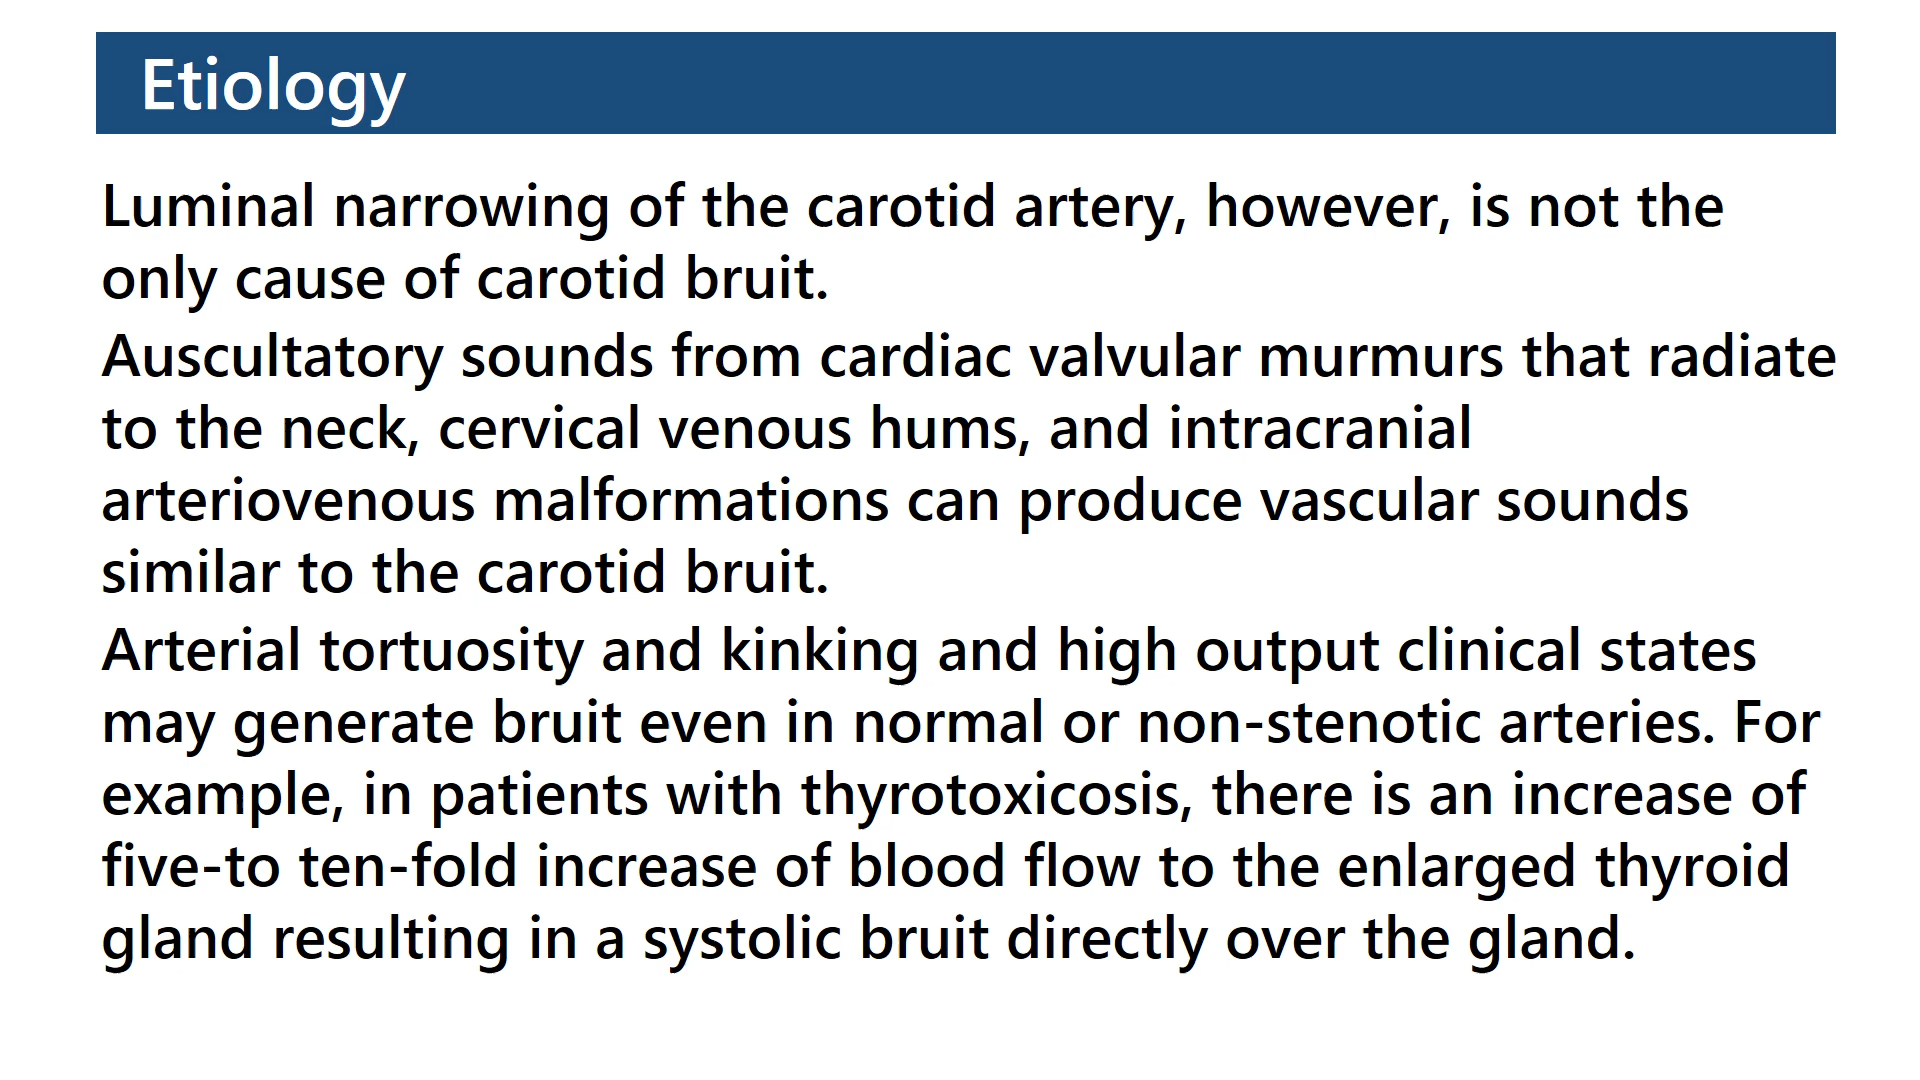 Etiology
Luminal narrowing of the carotid artery, however, is not the
only cause of carotid bruit.
Auscultatory sounds from cardiac valvular murmurs that radiate
to the neck, cervical venous hums, and intracranial
arteriovenous malformations can produce vascular sounds
similar to the carotid bruit.
Arterial tortuosity and kinking and high output clinical states
may generate bruit even in normal or non-stenotic arteries. For
example, in patients with thyrotoxicosis, there is an increase of
five-to ten-fold increase of blood flow to the enlarged thyroid
gland resulting in a systolic bruit directly over the gland.